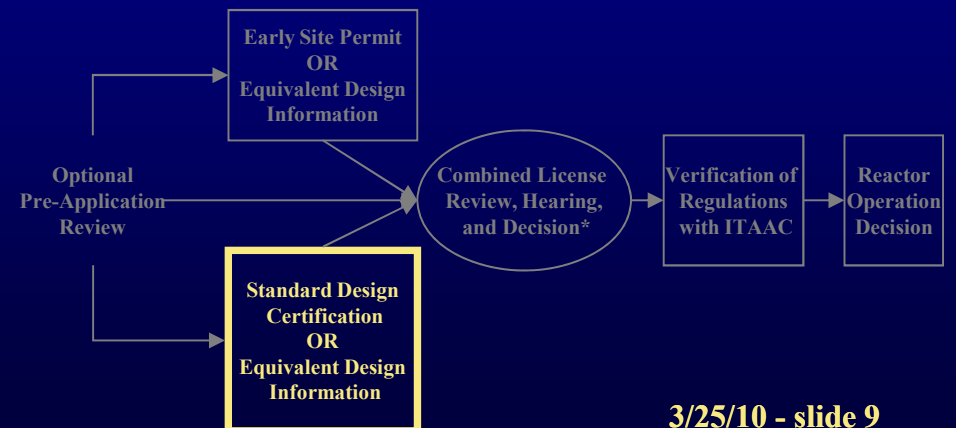 Early Site Permit
OR
Equivalent Design
Information
Optional
Pre-Application
Review
Combined License
Review, Hearing,
and Decision*
Verification of
Regulations
with ITAAC
Reactor
Operation
Decision
Standard Design
Certification
OR
Equivalent Design
Information
3/25/10 - slide 9